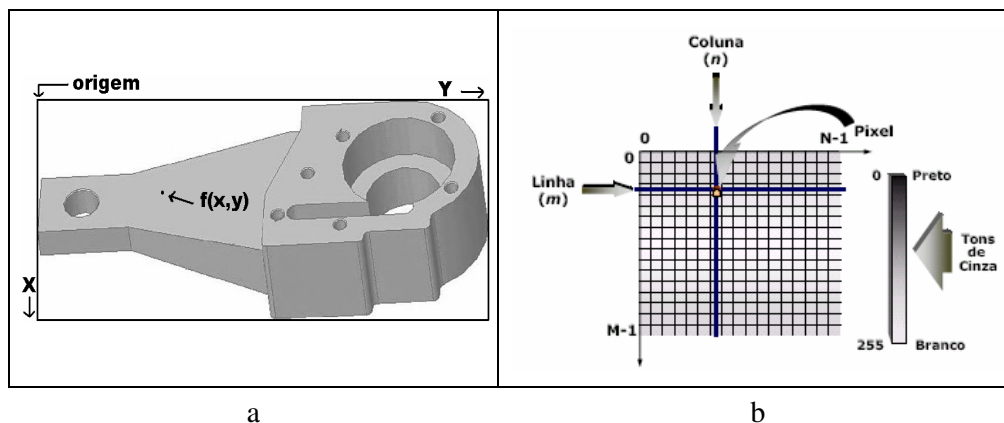 origem
Y
f(x,y)
X
Coluna
(n)
0
N-1
Pixel
0
Linha
(m)
M-1
0
Preto
Tons
de
Cinza
255
Branco
a
b